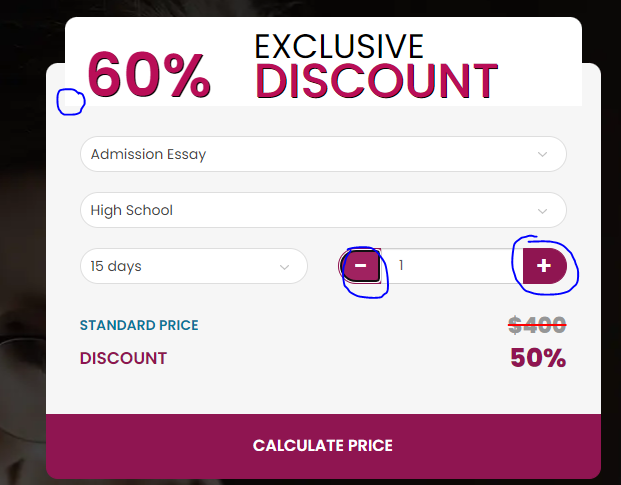 60% EXCLUSIVE
DISCOUNT
Admission Essay
High School
15 days − 1 +
STANDARD PRICE $400
DISCOUNT 50%
CALCULATE PRICE